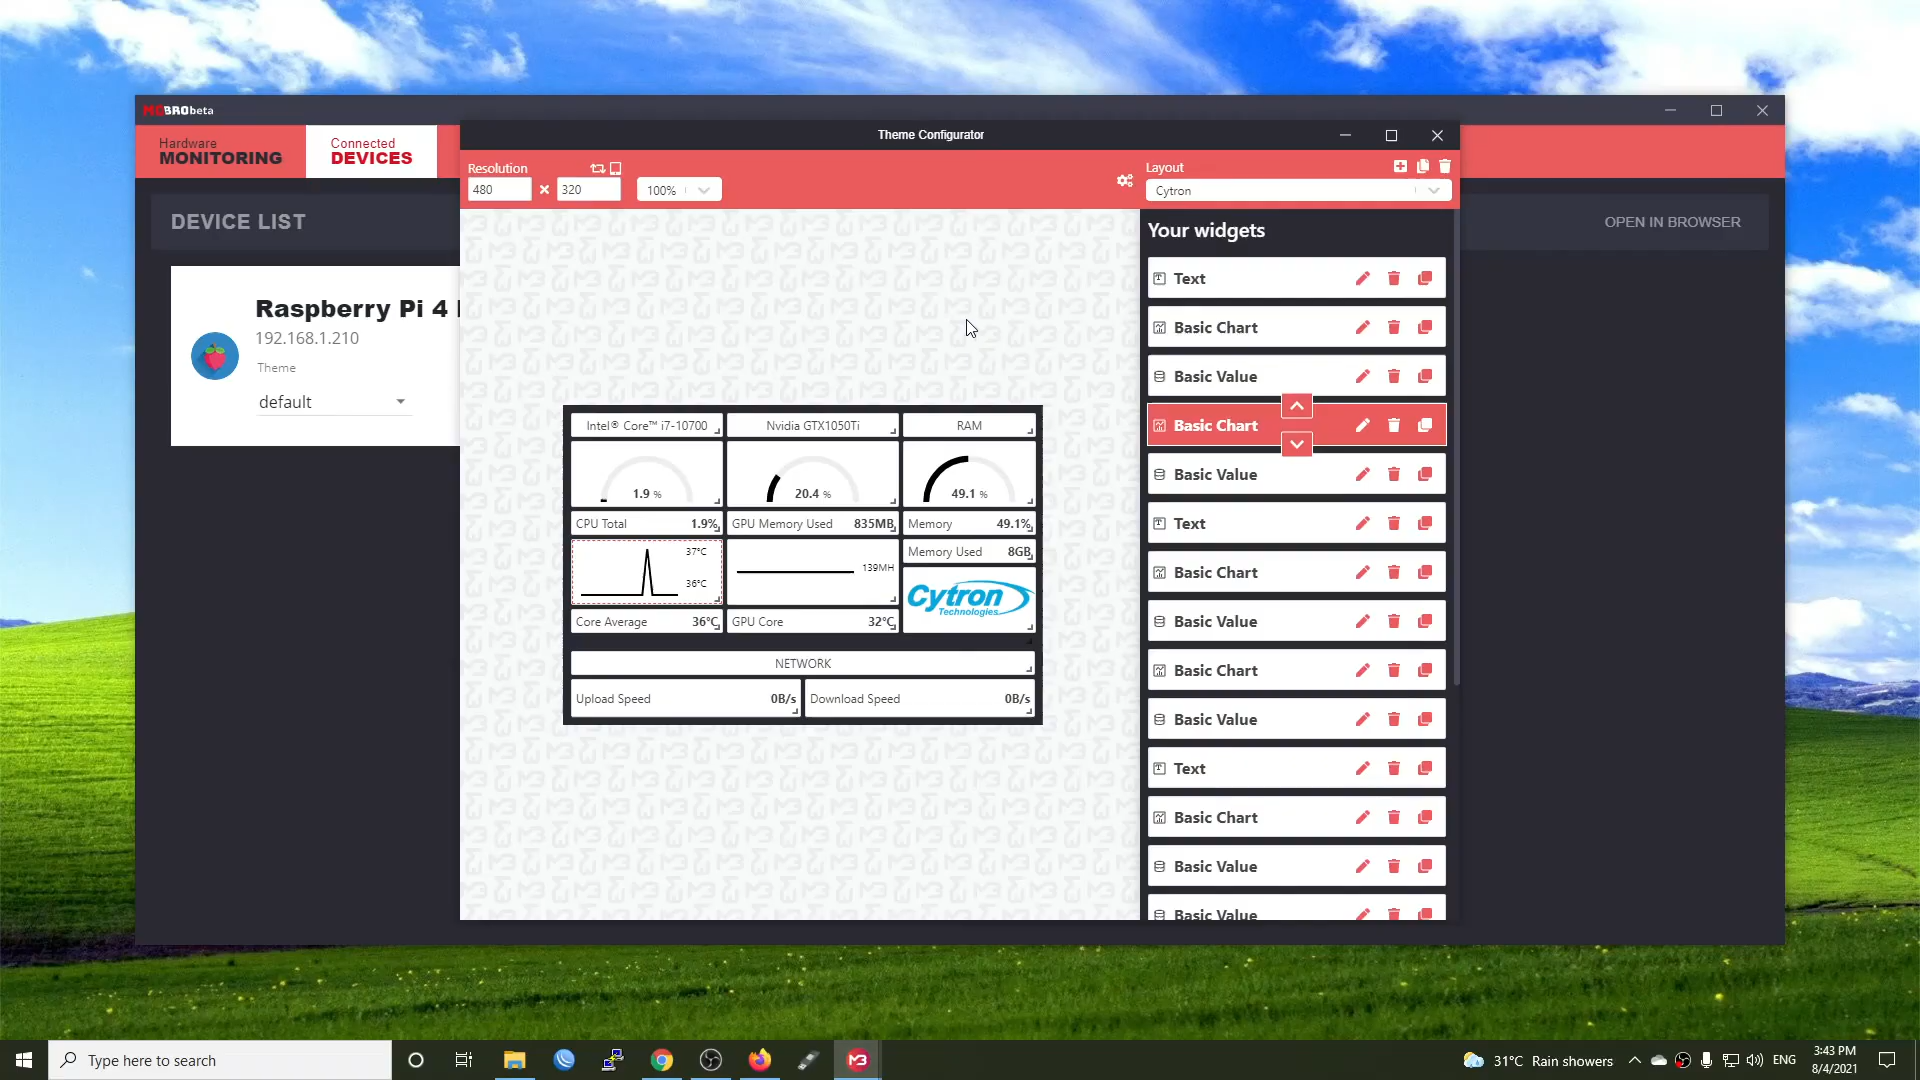 MOBRO beta
Hardware
MONITORING
Connected
DEVICES
DEVICE LIST
OPEN IN BROWSER
Raspberry Pi 4
192.168.1.210
Theme
default
Theme Configurator
Resolution
480
320
100%
Layout
Cytron
Intel® Core™ i7-10700
Nvidia GTX1050Ti
RAM
1.9 %
20.4 %
49.1 %
CPU Total 1.9%
GPU Memory Used 835MB
Memory 49.1%
37°C
36°C
139MH
Memory Used 8GB
Cytron
Technologies
Core Average 36°C
GPU Core 32°C
NETWORK
Upload Speed 0B/s
Download Speed 0B/s
Your widgets
Text
Basic Chart
Basic Value
Basic Chart
Basic Value
Text
Basic Chart
Basic Value
Basic Chart
Basic Value
Text
Basic Chart
Basic Value
Basic Value
Type here to search
31°C Rain showers
ENG
3:43 PM
8/4/2021